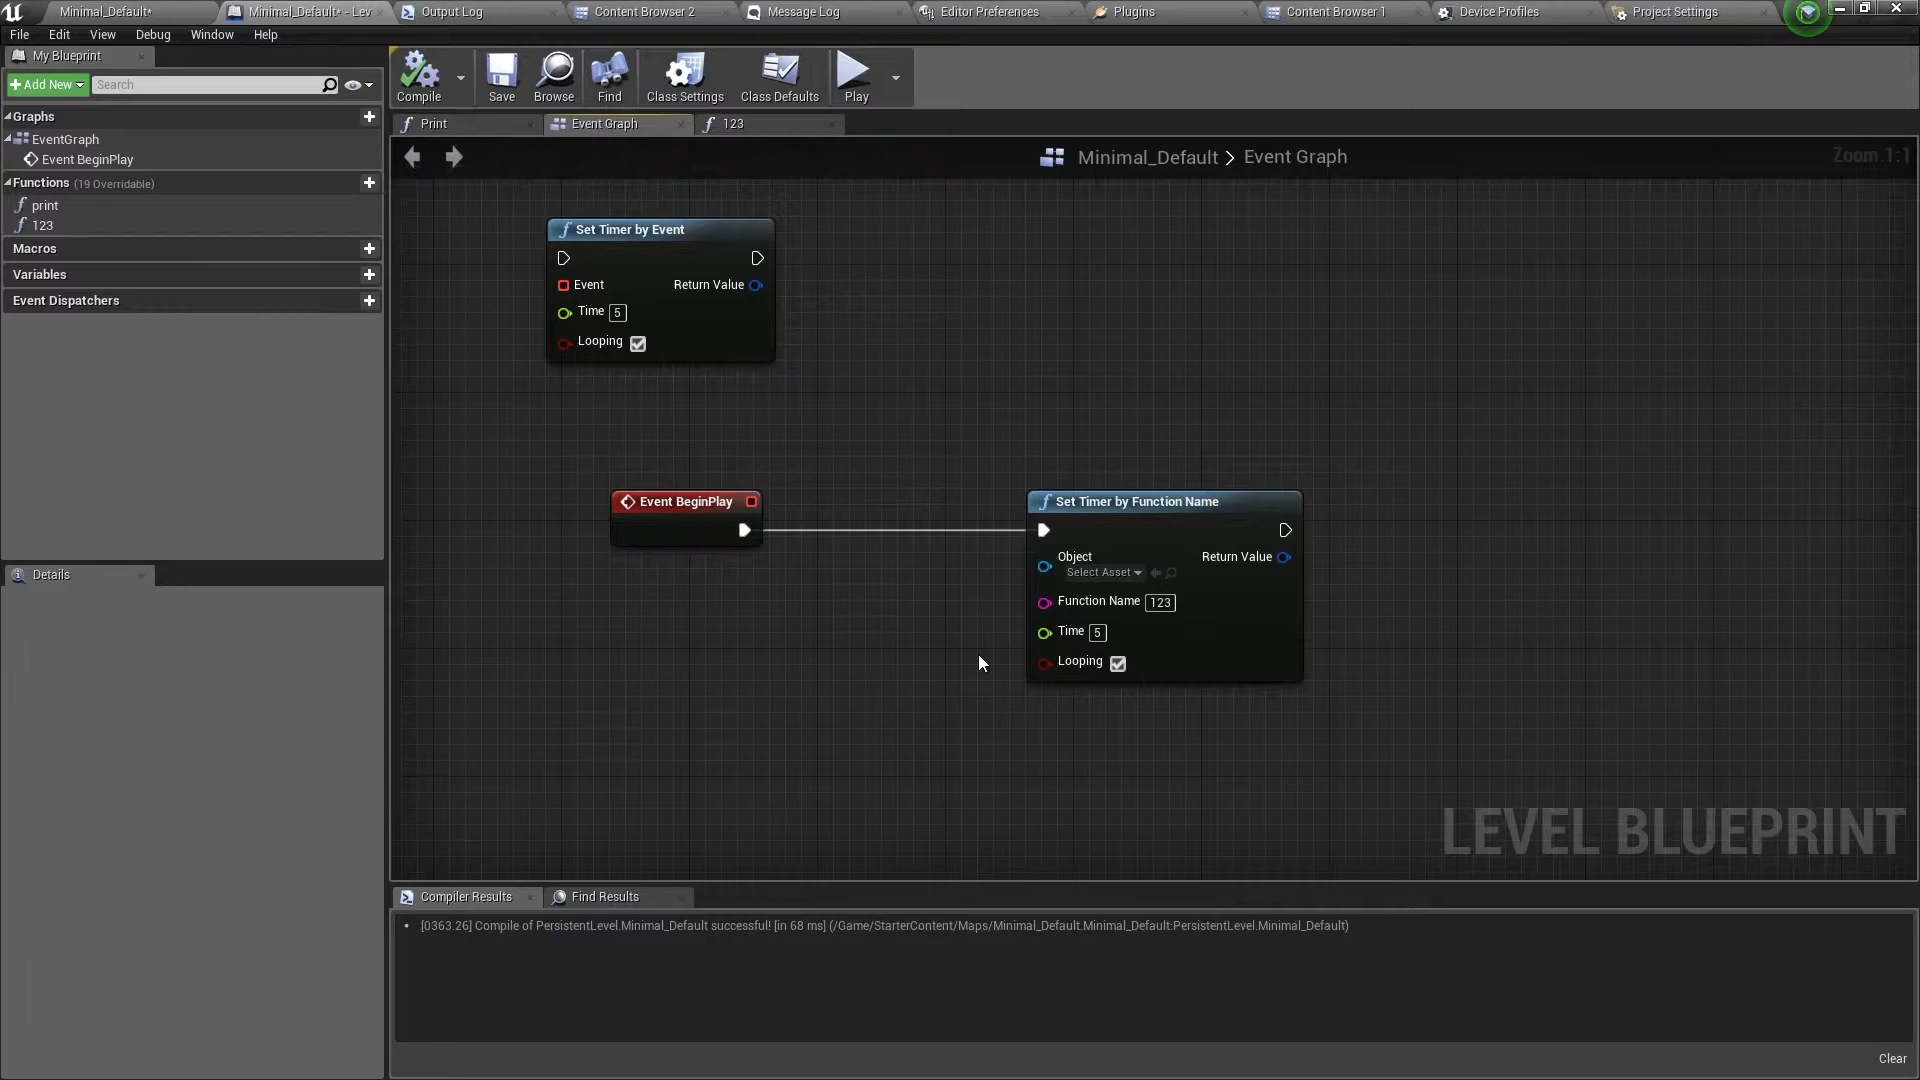 Minimal_Default*
Minimal_Default* - Lev
Output Log
Content Browser 2
Message Log
Editor Preferences
Plugins
Content Browser 1
Device Profiles
Project Settings
File Edit View Debug Window Help
My Blueprint
Add New
Search
Compile
Save
Browse
Find
Class Settings
Class Defaults
Play
Graphs
EventGraph
Event BeginPlay
Functions (19 Overridable)
print
123
Macros
Variables
Event Dispatchers
Details
Print
Event Graph
123
Minimal_Default > Event Graph
Zoom 1:1
Set Timer by Event
Event Return Value
Time 5
Looping
Event BeginPlay
Set Timer by Function Name
Object Return Value
Select Asset
Function Name 123
Time 5
Looping
LEVEL BLUEPRINT
Compiler Results
Find Results
[0363.26] Compile of PersistentLevel.Minimal_Default successful! [in 68 ms] (/Game/StarterContent/Maps/Minimal_Default.Minimal_Default:PersistentLevel.Minimal_Default)
Clear